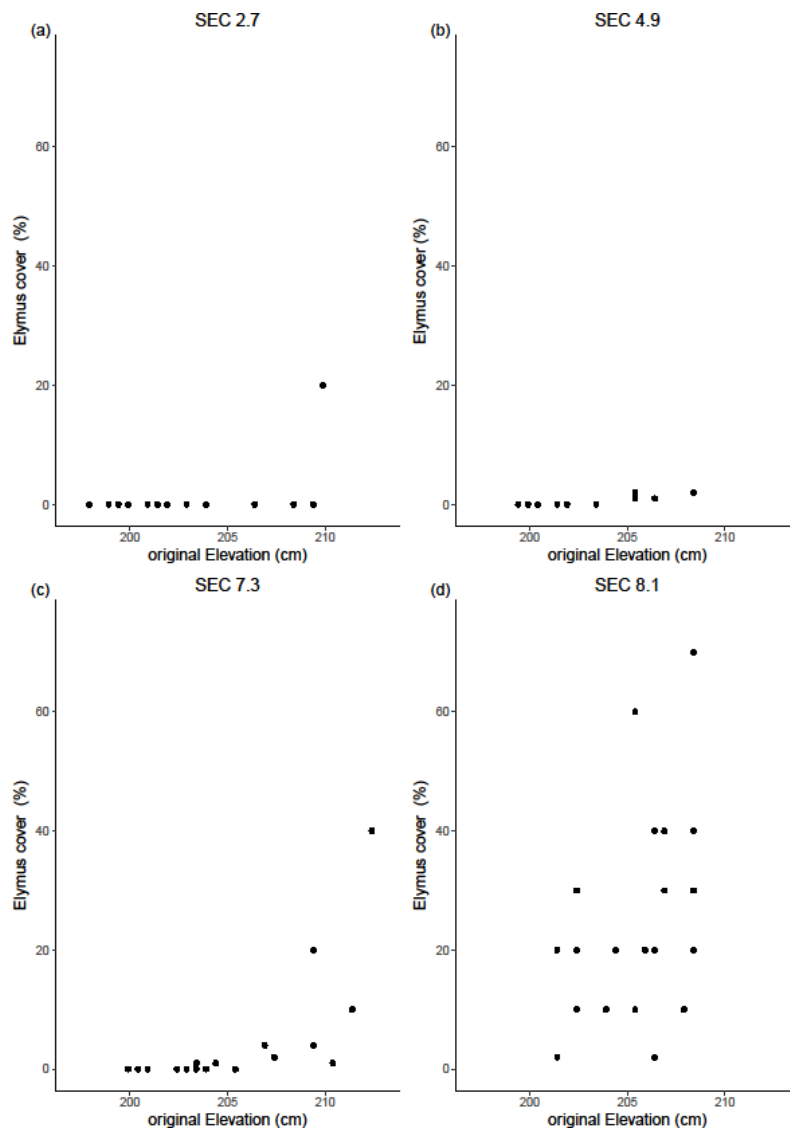 (a) SEC 2.7
Elymus cover (%)
60
40
20
0
200 205 210
original Elevation (cm)
(b) SEC 4.9
Elymus cover (%)
60
40
20
0
200 205 210
original Elevation (cm)
(c) SEC 7.3
Elymus cover (%)
60
40
20
0
200 205 210
original Elevation (cm)
(d) SEC 8.1
Elymus cover (%)
60
40
20
0
200 205 210
original Elevation (cm)